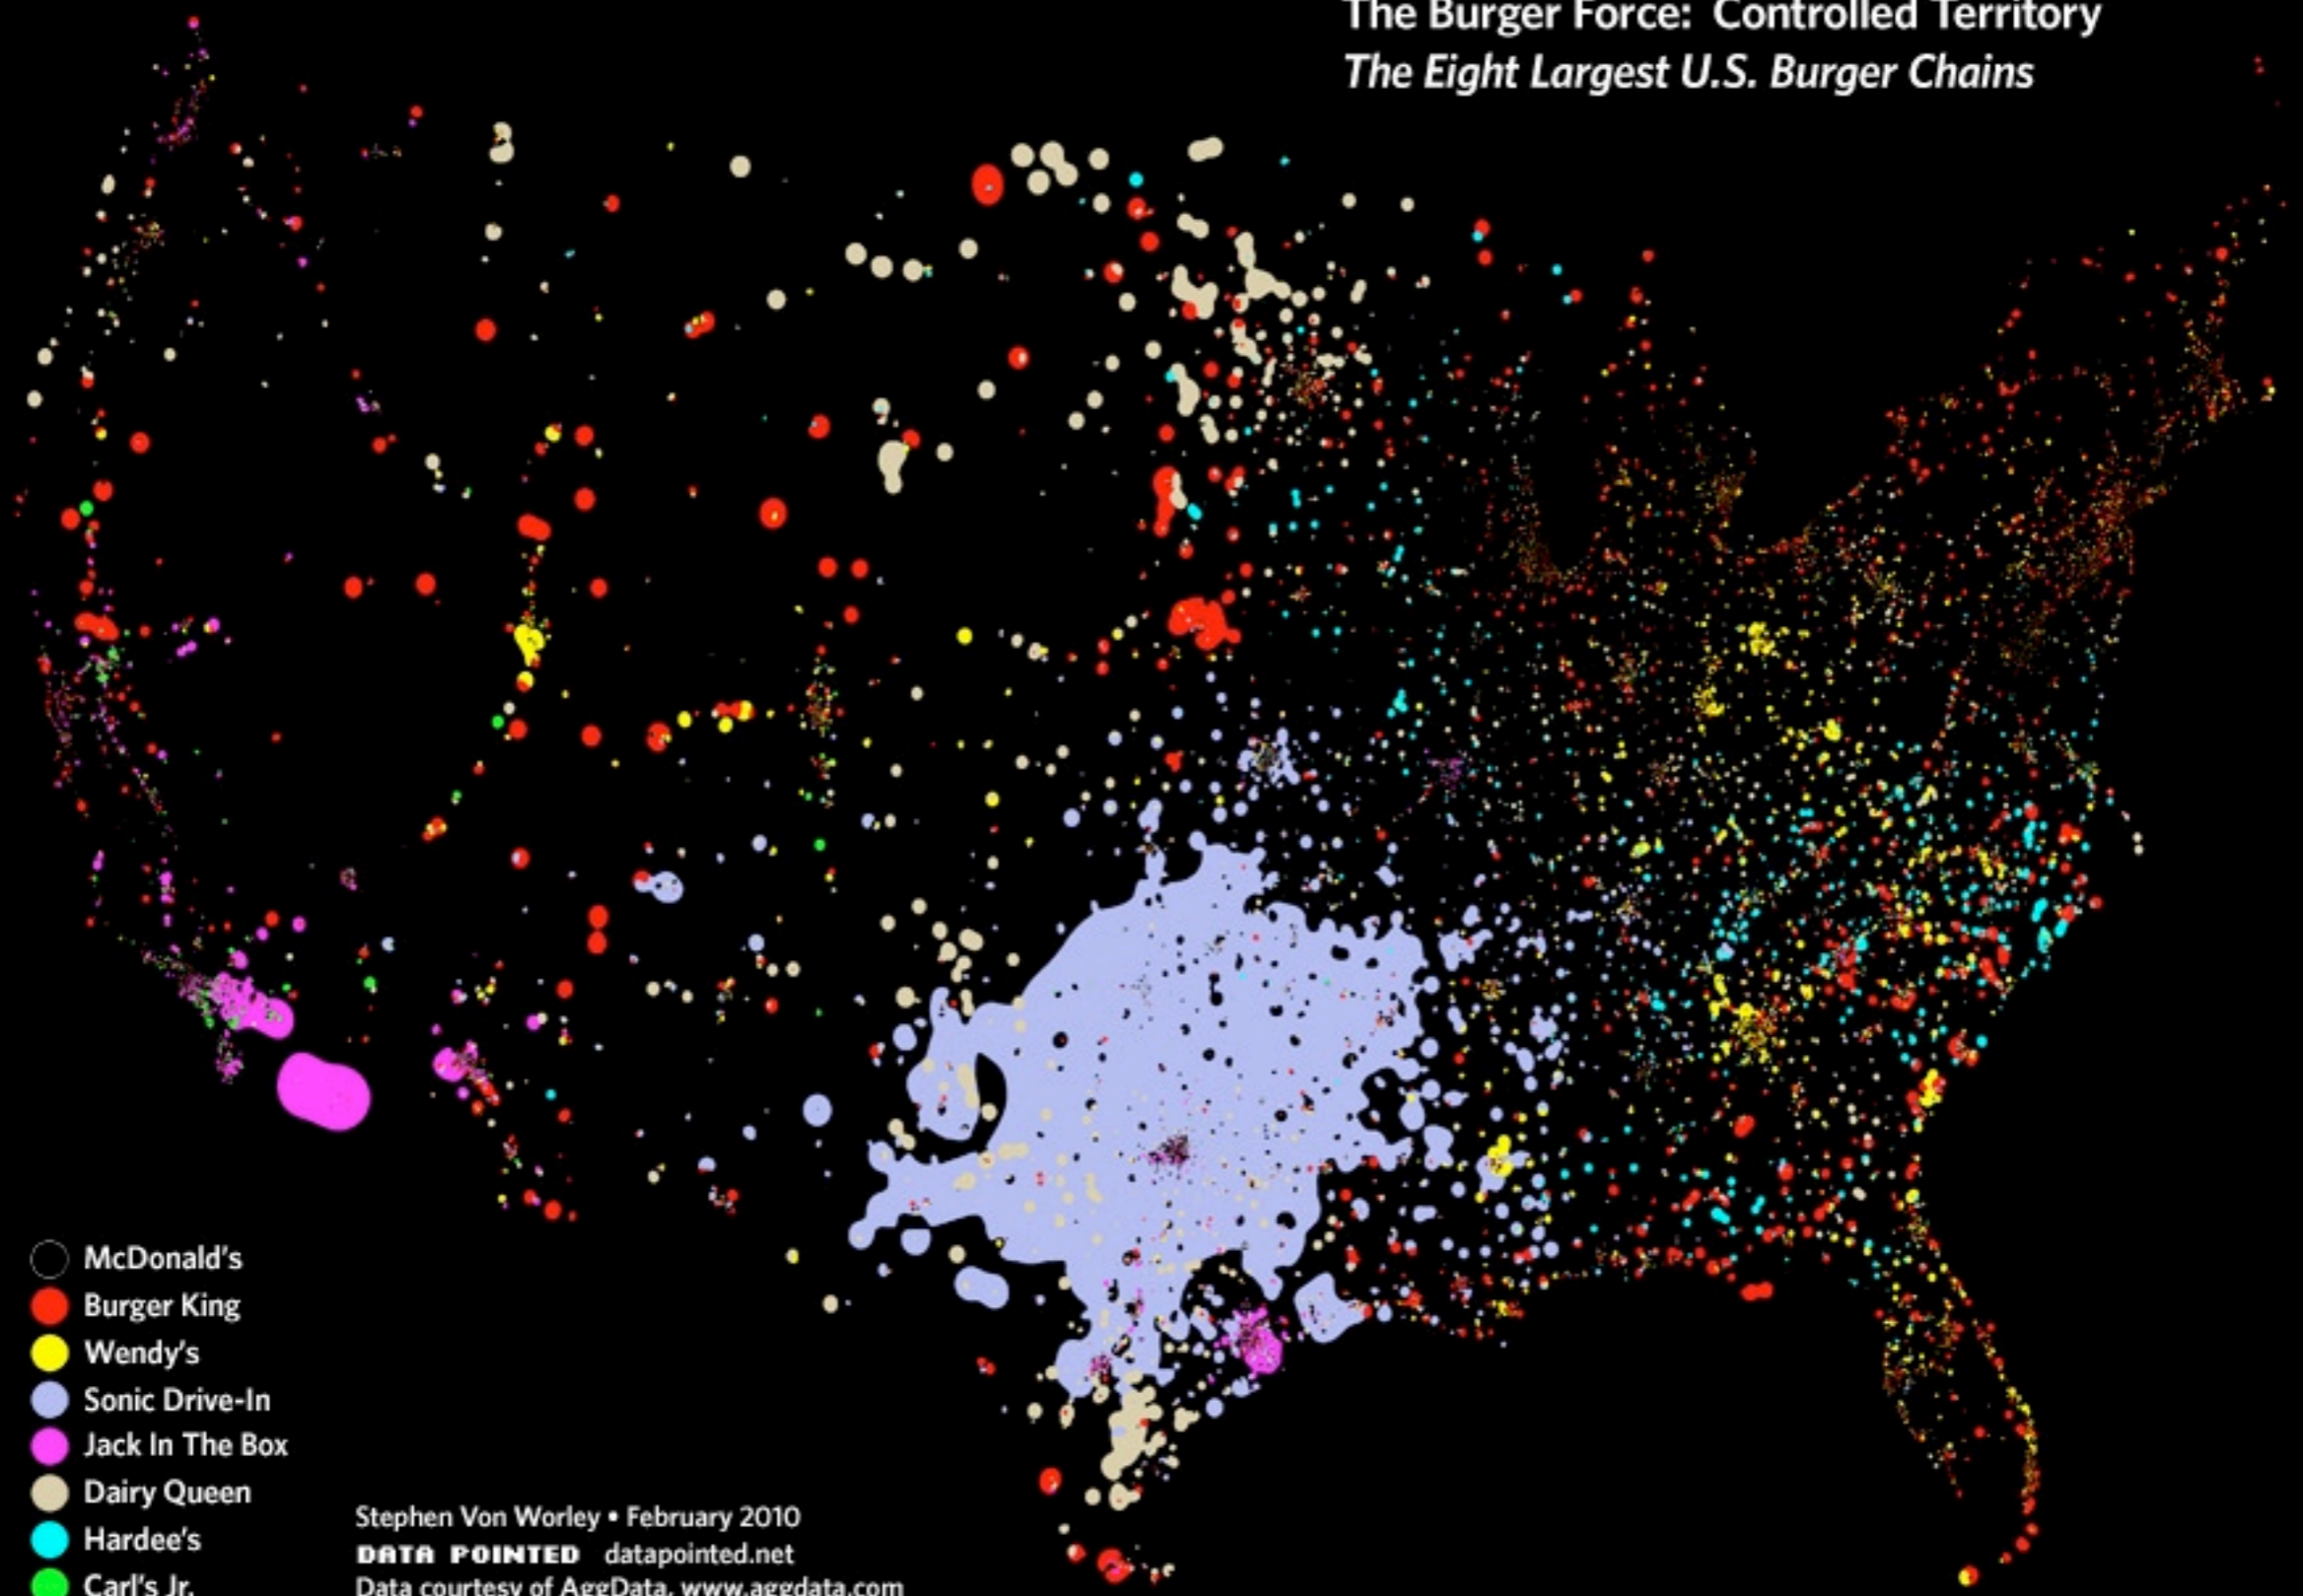 The Burger Force: Controlled Territory
The Eight Largest U.S. Burger Chains
McDonald's
Burger King
Wendy's
Sonic Drive-In
Jack In The Box
Dairy Queen
Hardee's
Carl's Jr.
Stephen Von Worley • February 2010
DATA POINTED datapointed.net
Data courtesy of AggData, www.aggdata.com